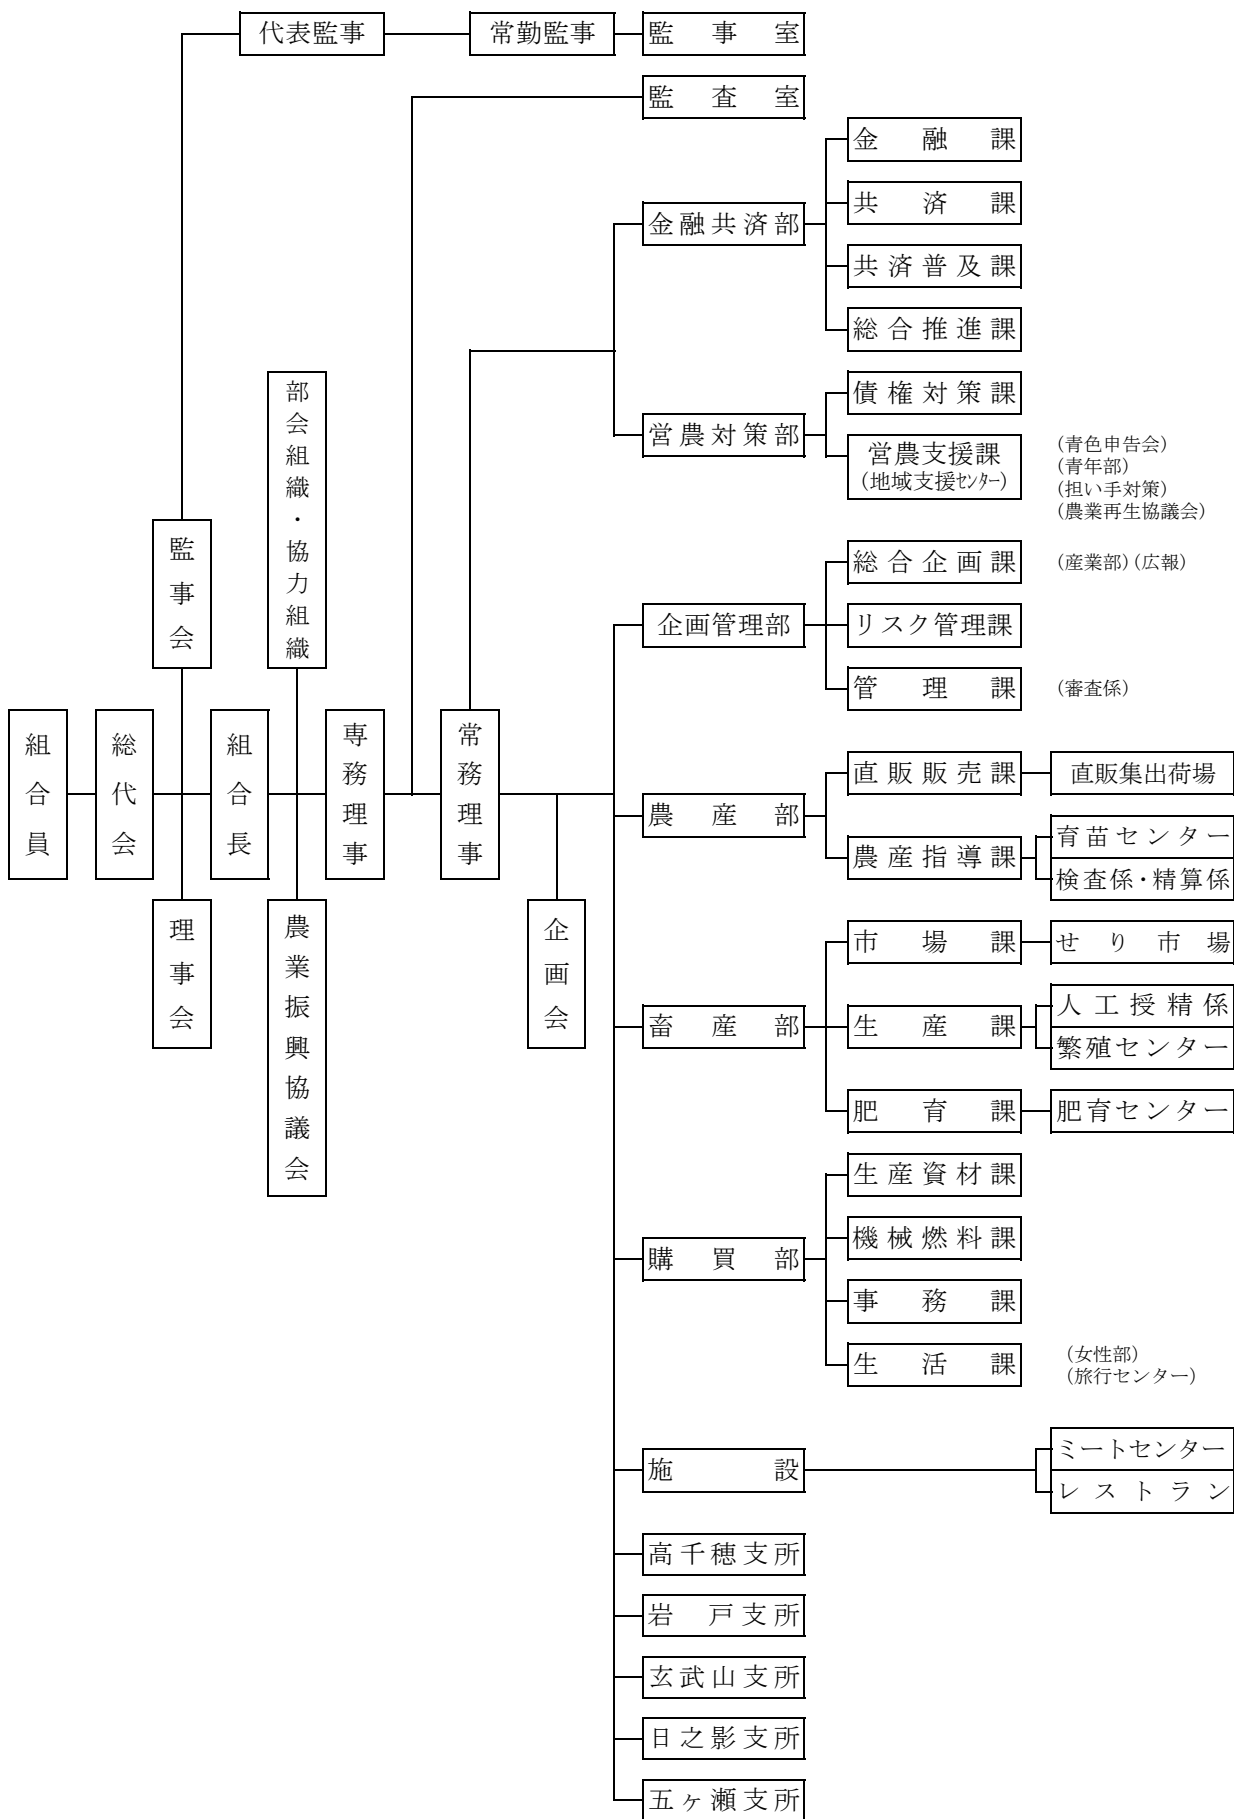 代表監事
常勤監事
監事室
監査室
金融共済部
金融課
共済課
共済普及課
総合推進課
営農対策部
債権対策課
営農支援課
(地域支援ｾﾝﾀｰ)
(青色申告会)
(青年部)
(担い手対策)
(農業再生協議会)
部会組織・協力組織
監事会
組合員
総代会
組合長
専務理事
常務理事
理事会
農業振興協議会
企画会
企画管理部
総合企画課
(産業部)(広報)
リスク管理課
管理課
(審査係)
農産部
直販販売課
直販集出荷場
農産指導課
育苗センター
検査係・精算係
畜産部
市場課
せり市場
生産課
人工授精係
繁殖センター
肥育課
肥育センター
購買部
生産資材課
機械燃料課
事務課
生活課
(女性部)
(旅行センター)
施設
ミートセンター
レストラン
高千穂支所
岩戸支所
玄武山支所
日之影支所
五ヶ瀬支所